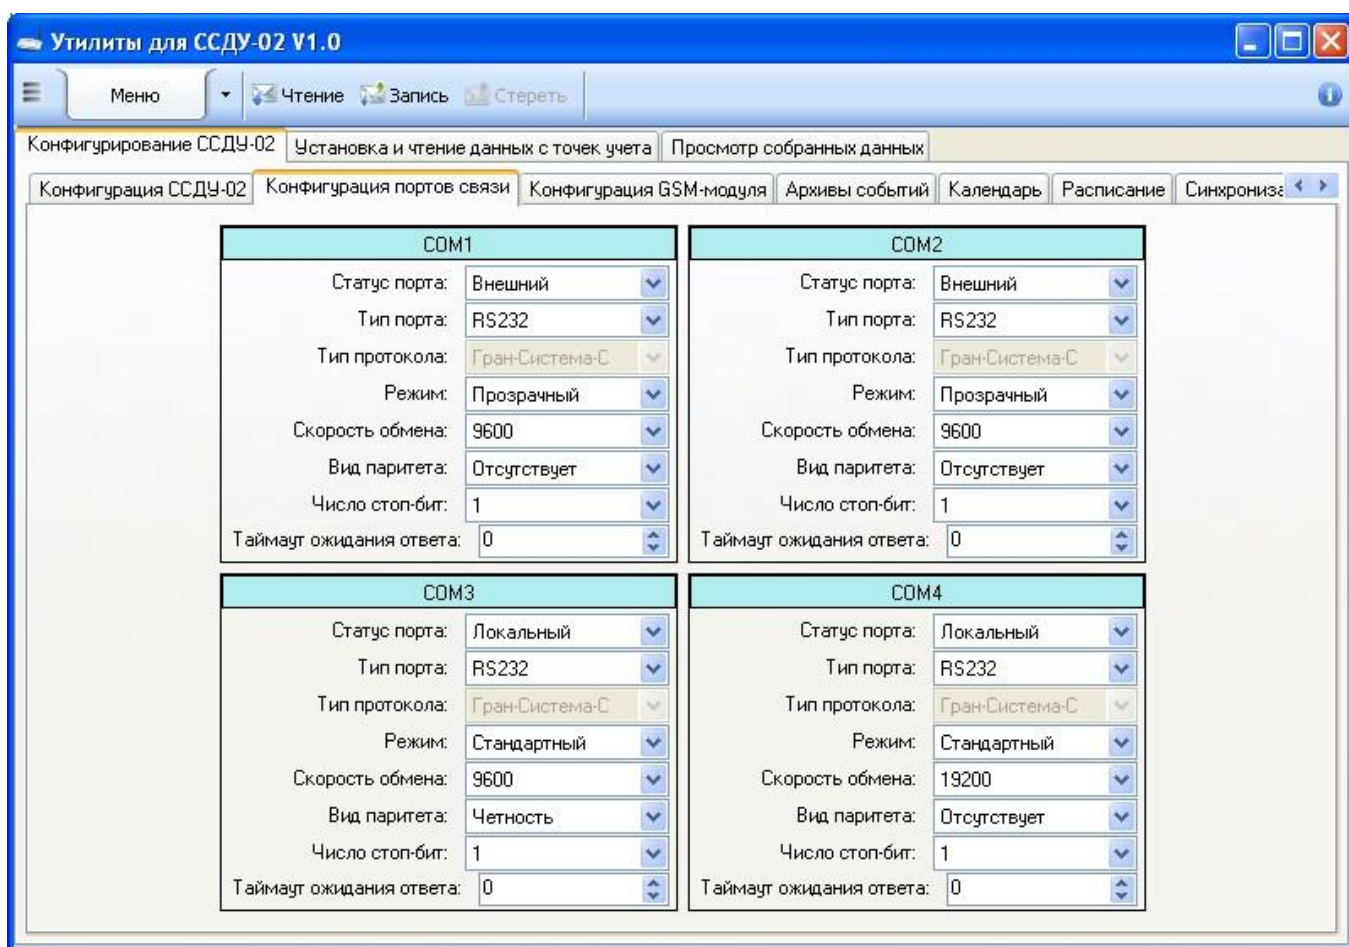 Утилиты для ССДУ-02 V1.0
Меню Чтение Запись Стереть
Конфигурирование ССДУ-02 Установка и чтение данных с точек учета Просмотр собранных данных
Конфигурация ССДУ-02 Конфигурация портов связи Конфигурация GSM-модуля Архивы событий Календарь Расписание Синхрониза
COM1 COM2
Статус порта: Внешний Статус порта: Внешний
Тип порта: RS232 Тип порта: RS232
Тип протокола: Гран-Система-С Тип протокола: Гран-Система-С
Режим: Прозрачный Режим: Прозрачный
Скорость обмена: 9600 Скорость обмена: 9600
Вид паритета: Отсутствует Вид паритета: Отсутствует
Число стоп-бит: 1 Число стоп-бит: 1
Таймаут ожидания ответа: 0 Таймаут ожидания ответа: 0
COM3 COM4
Статус порта: Локальный Статус порта: Локальный
Тип порта: RS232 Тип порта: RS232
Тип протокола: Гран-Система-С Тип протокола: Гран-Система-С
Режим: Стандартный Режим: Стандартный
Скорость обмена: 9600 Скорость обмена: 19200
Вид паритета: Четность Вид паритета: Отсутствует
Число стоп-бит: 1 Число стоп-бит: 1
Таймаут ожидания ответа: 0 Таймаут ожидания ответа: 0